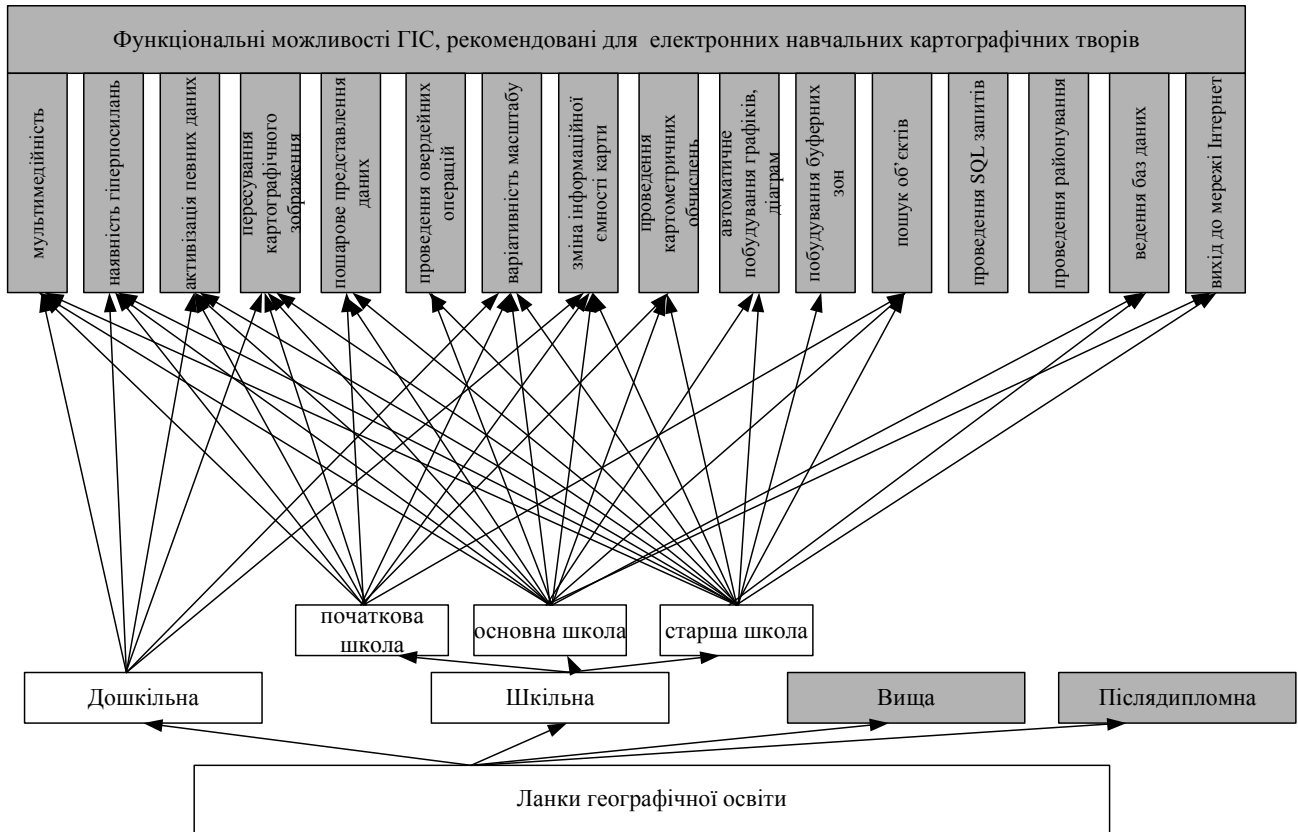 Функціональні можливості ГІС, рекомендовані для електронних навчальних картографічних творів
мультимедійність
наявність гіперпосилань
активізація певних даних
пересування
картографічного
зображення
пошарове представлення
даних
проведення овердейних
операцій
варіативність масштабу
зміна інформаційної
ємності карти
проведення
картометричних
обчислень
автоматичне
побудування графіків,
діаграм
побудування буферних
зон
пошук об’єктів
проведення SQL запитів
проведення районування
ведення баз даних
вихід до мережі Інтернет
початкова
школа
основна школа
старша школа
Дошкільна
Шкільна
Вища
Післядипломна
Ланки географічної освіти